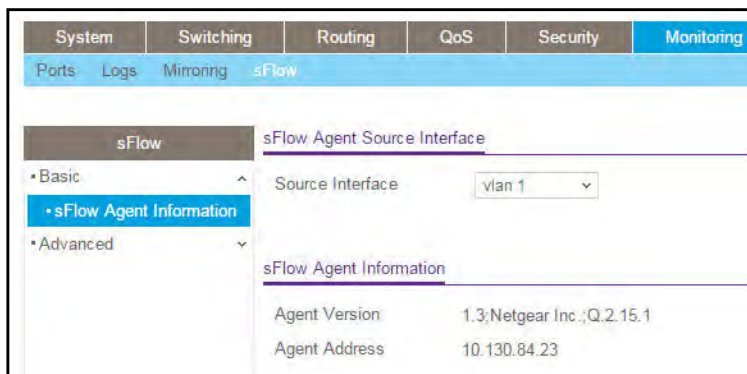 System Switching Routing QoS Security Monitoring
Ports Logs Mirroring sFlow
sFlow
Basic
sFlow Agent Information
Advanced
sFlow Agent Source Interface
Source Interface vlan 1
sFlow Agent Information
Agent Version 1.3;Netgear Inc.;Q.2.15.1
Agent Address 10.130.84.23